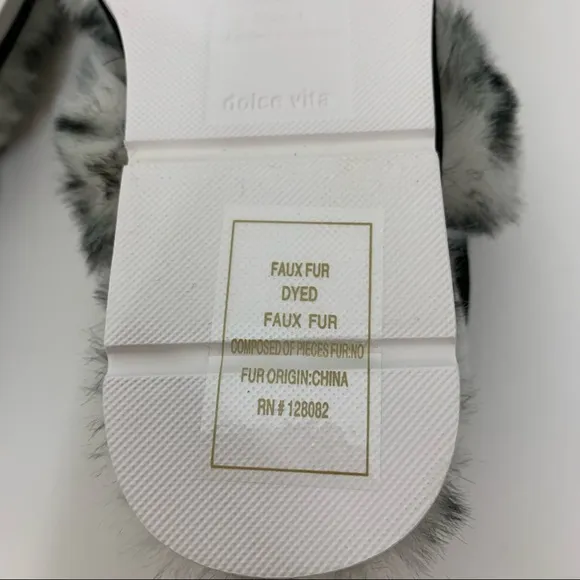 dolce vita
FAUX FUR
DYED
FAUX FUR
COMPOSED OF PIECES FUR:NO
FUR ORIGIN:CHINA
RN # 128082